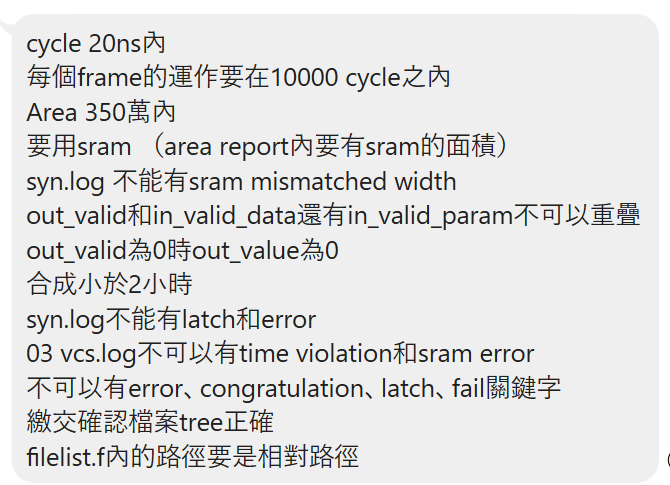 cycle 20ns內
每個frame的運作要在10000 cycle之內
Area 350萬內
要用sram （area report內要有sram的面積）
syn.log 不能有sram mismatched width
out_valid和in_valid_data還有in_valid_param不可以重疊
out_valid為0時out_value為0
合成小於2小時
syn.log不能有latch和error
03 vcs.log不可以有time violation和sram error
不可以有error、congratulation、latch、fail關鍵字
繳交確認檔案tree正確
filelist.f內的路徑要是相對路徑